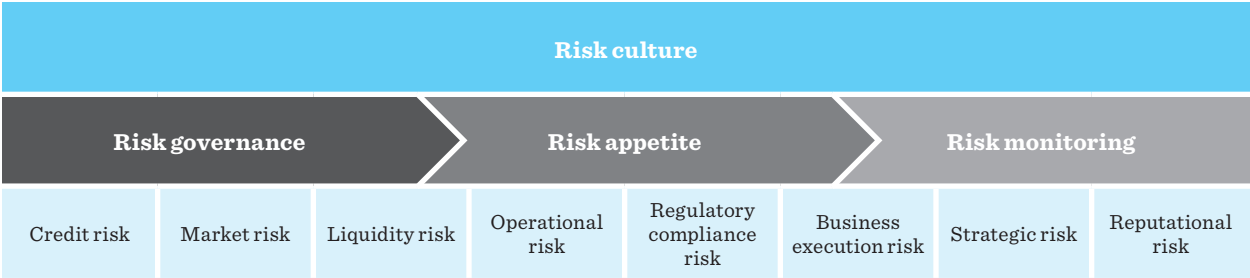 Risk culture
Risk governance
Risk appetite
Risk monitoring
Credit risk
Market risk
Liquidity risk
Operational
risk
Regulatory
compliance
risk
Business
execution risk
Strategic risk
Reputational
risk